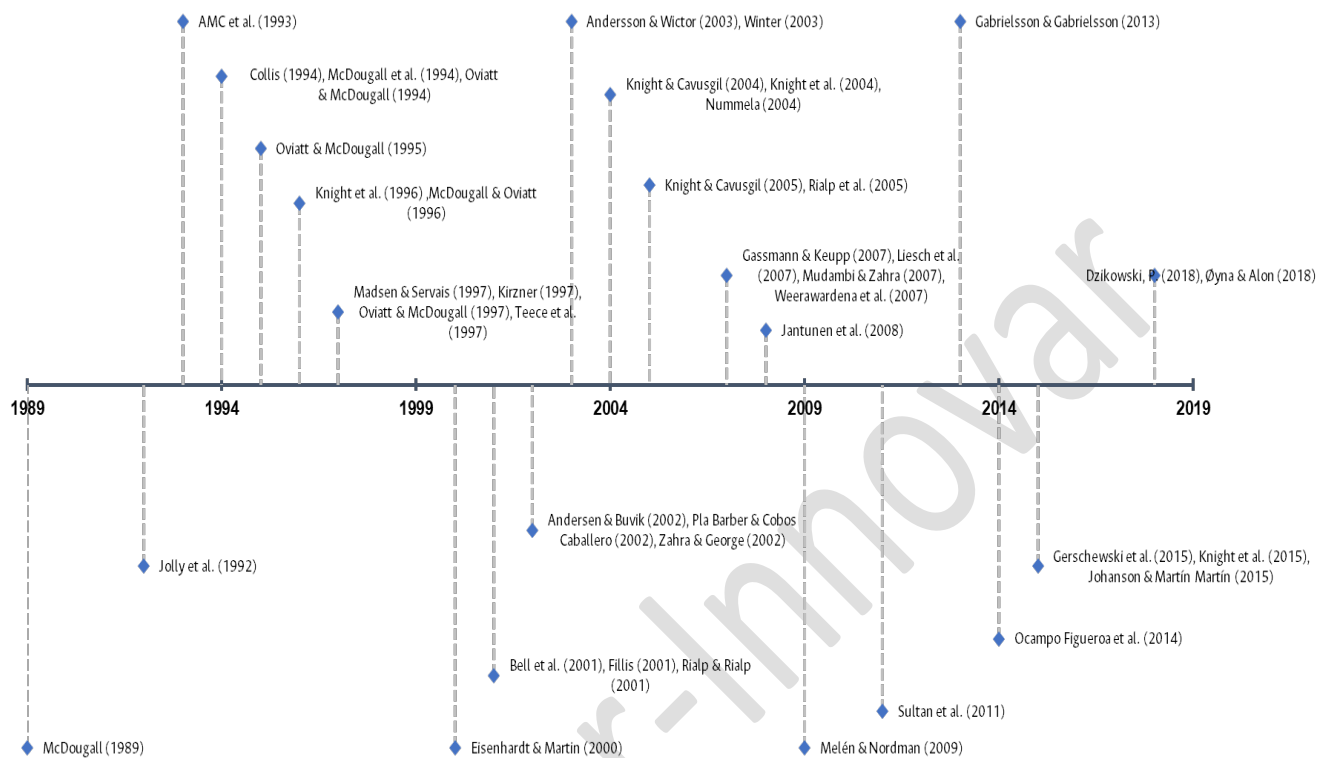 AMC et al. (1993)
Andersson & Wictor (2003), Winter (2003)
Gabrielsson & Gabrielsson (2013)
Collis (1994), McDougall et al. (1994), Oviatt
& McDougall (1994)
Knight & Cavusgil (2004), Knight et al. (2004),
Nummela (2004)
Oviatt & McDougall (1995)
Knight et al. (1996) ,McDougall & Oviatt
(1996)
Knight & Cavusgil (2005), Rialp et al. (2005)
Gassmann & Keupp (2007), Liesch et al.
(2007), Mudambi & Zahra (2007),
Weerawardena et al. (2007)
Dzikowski, P. (2018), Øyna & Alon (2018)
Madsen & Servais (1997), Kirzner (1997),
Oviatt & McDougall (1997), Teece et al.
(1997)
Jantunen et al. (2008)
1989 1994 1999 2004 2009 2014 2019
Andersen & Buvik (2002), Pla Barber & Cobos
Caballero (2002), Zahra & George (2002)
Jolly et al. (1992)
Gerschewski et al. (2015), Knight et al. (2015),
Johanson & Martín Martín (2015)
Ocampo Figueroa et al. (2014)
Bell et al. (2001), Fillis (2001), Rialp & Rialp
(2001)
Sultan et al. (2011)
McDougall (1989)
Eisenhardt & Martin (2000)
Melén & Nordman (2009)
r-Innovar